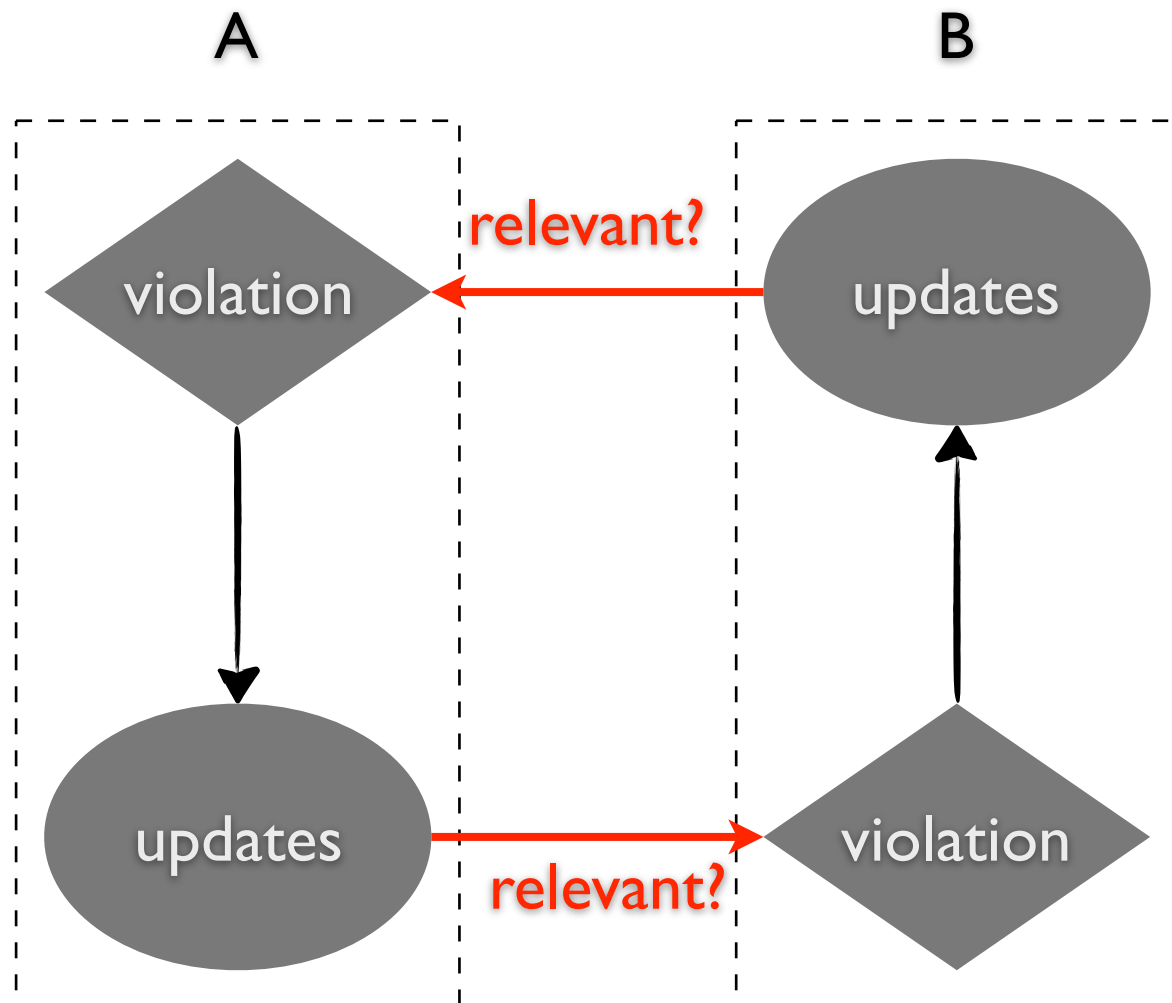 A
B
relevant?
violation
updates
updates
violation
relevant?